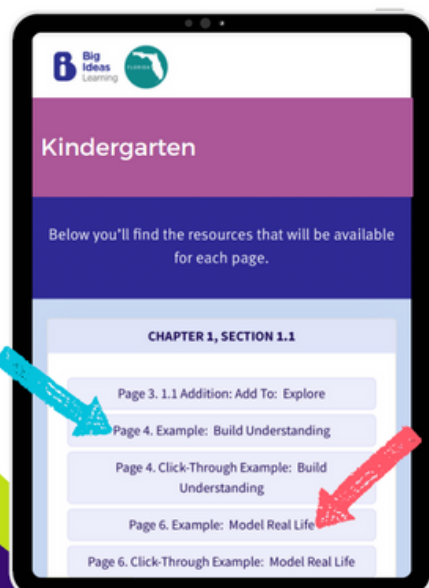 Big
Ideas
Learning
FLORIDA
Kindergarten
Below you'll find the resources that will be available
for each page.
CHAPTER 1, SECTION 1.1
Page 3. 1.1 Addition: Add To: Explore
Page 4. Example: Build Understanding
Page 4. Click-Through Example: Build
Understanding
Page 6. Example: Model Real Life
Page 6. Click-Through Example: Model Real Life